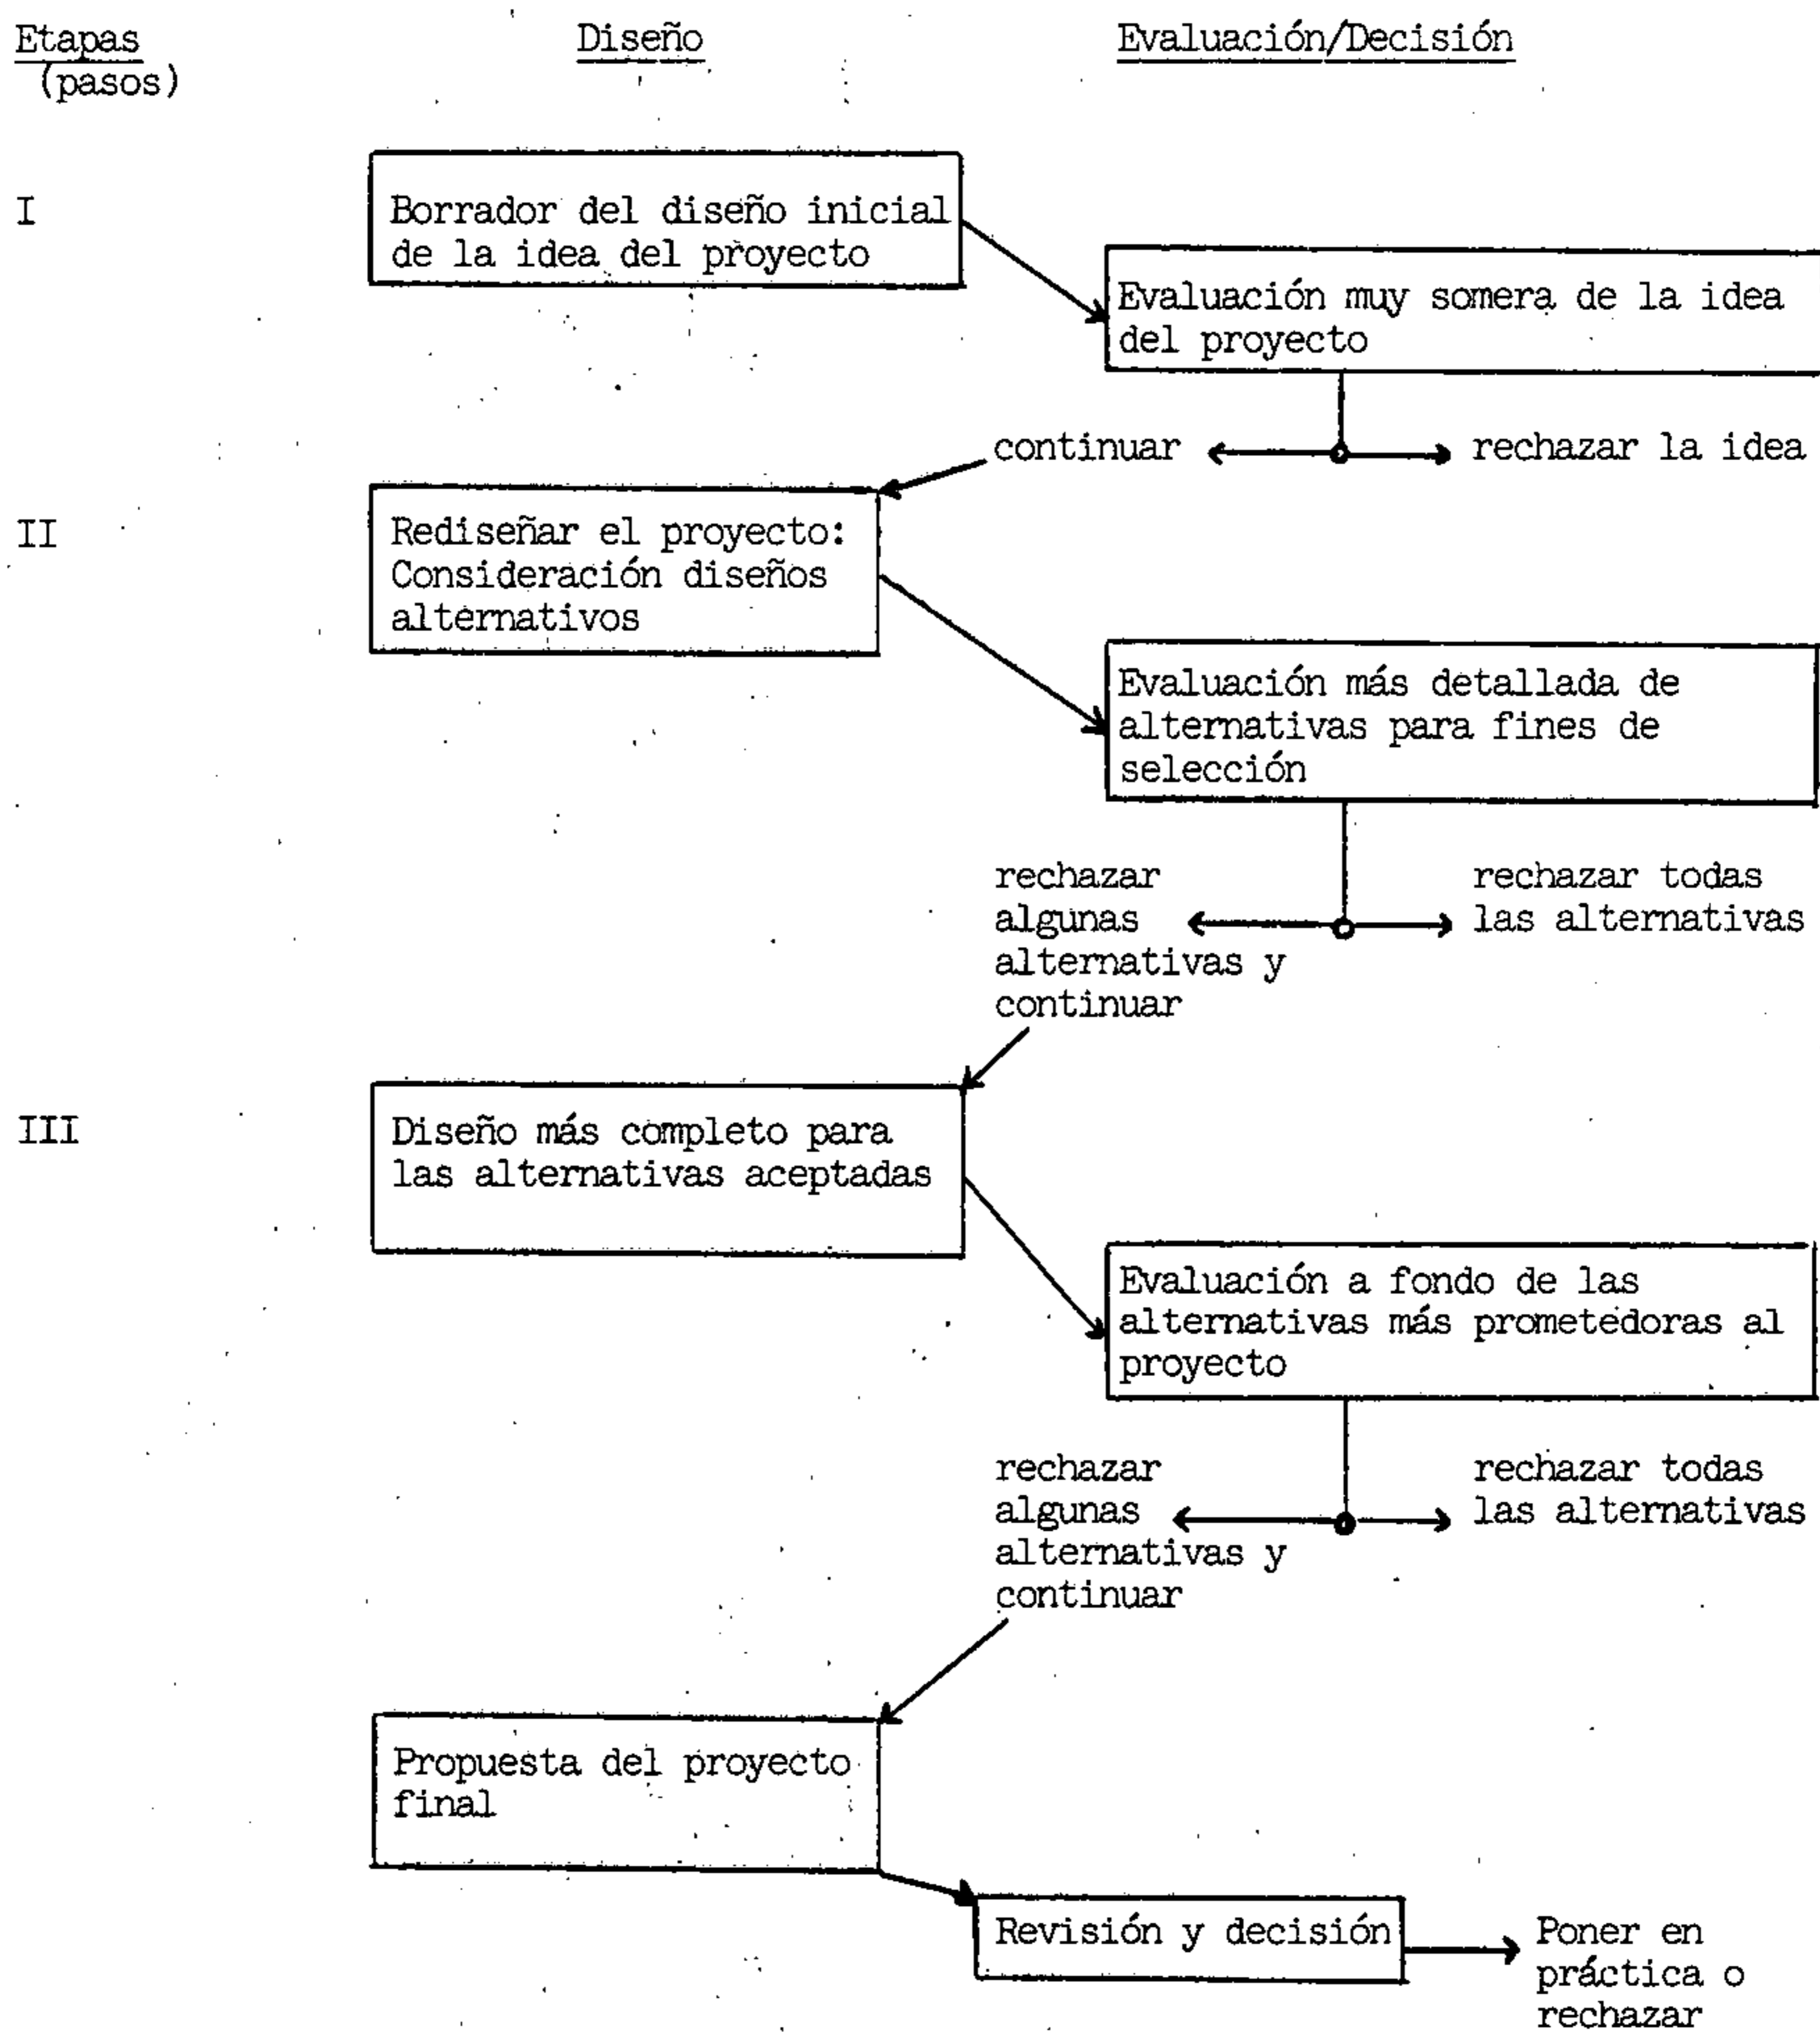 Etapas
(pasos)
Diseño
Evaluación/Decisión
I
Borrador del diseño inicial
de la idea del proyecto
Evaluación muy somera de la idea
del proyecto
continuar
rechazar la idea
II
Rediseñar el proyecto:
Consideración diseños
alternativos
Evaluación más detallada de
alternativas para fines de
selección
rechazar
algunas
alternativas y
continuar
rechazar todas
las alternativas
III
Diseño más completo para
las alternativas aceptadas
Evaluación a fondo de las
alternativas más prometedoras al
proyecto
rechazar
algunas
alternativas y
continuar
rechazar todas
las alternativas
Propuesta del proyecto
final
Revisión y decisión
Poner en
práctica o
rechazar